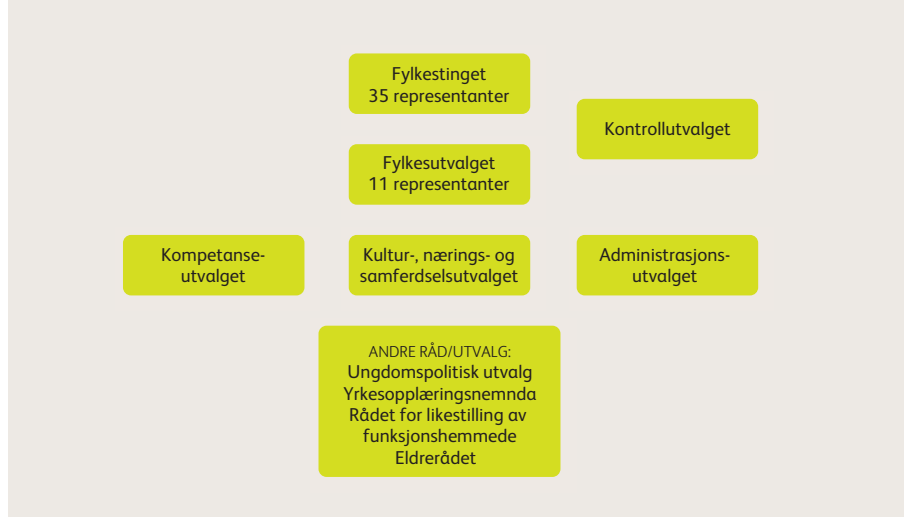 Fylkestinget
35 representanter
Kontrollutvalget
Fylkesutvalget
11 representanter
Kompetanse-
utvalget
Kultur-, nærings- og
samferdselsutvalget
Administrasjons-
utvalget
ANDRE RÅD/UTVALG:
Ungdomspolitisk utvalg
Yrkesopplæringsnemnda
Rådet for likestilling av
funksjonshemmede
Eldrerådet